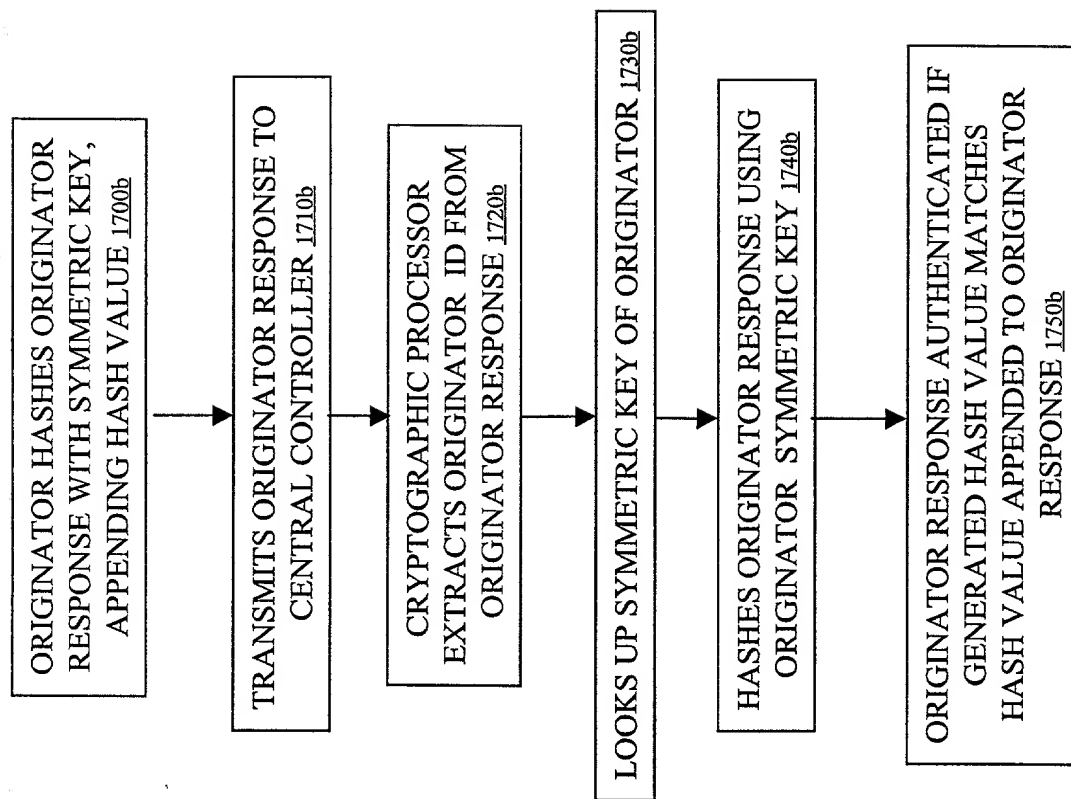 ORIGINATOR HASHES ORIGINATOR
RESPONSE WITH SYMMETRIC KEY,
APPENDING HASH VALUE 1700b
TRANSMITS ORIGINATOR RESPONSE TO
CENTRAL CONTROLLER 1710b
CRYPTOGRAPHIC PROCESSOR
EXTRACTS ORIGINATOR ID FROM
ORIGINATOR RESPONSE 1720b
LOOKS UP SYMMETRIC KEY OF ORIGINATOR 1730b
HASHES ORIGINATOR RESPONSE USING
ORIGINATOR SYMMETRIC KEY 1740b
ORIGINATOR RESPONSE AUTHENTICATED IF
GENERATED HASH VALUE MATCHES
HASH VALUE APPENDED TO ORIGINATOR
RESPONSE 1750b